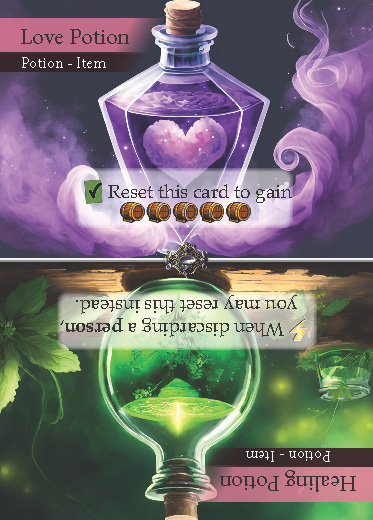 Love Potion
Potion - Item
✓ Reset this card to gain
Healing Potion
Potion - Item
⚡ When discarding a person,
you may reset this instead.